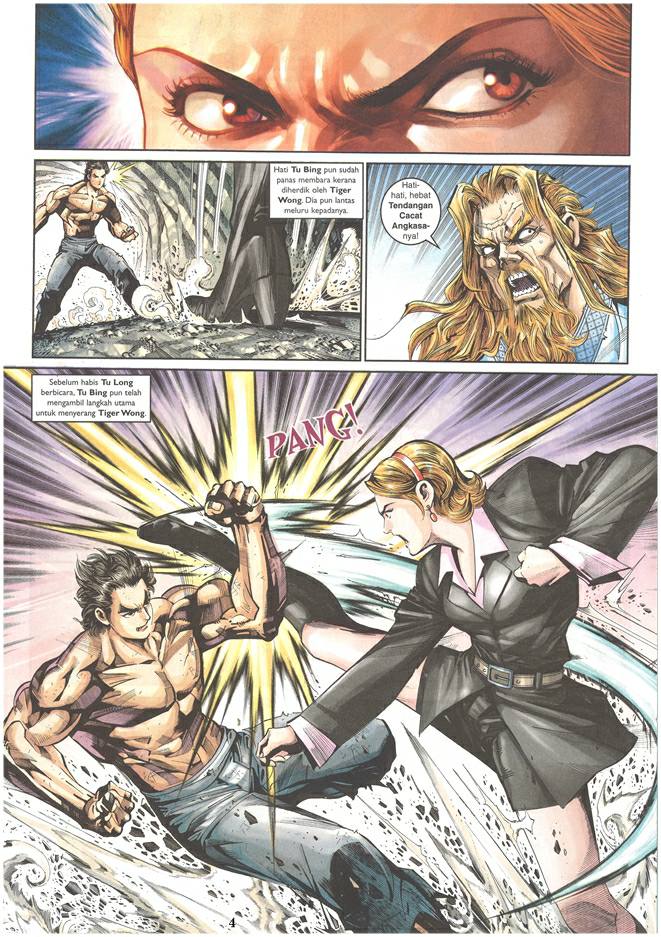 Hati Tu Bing pun sudah
panas membara kerana
diherdik oleh Tiger
Wong. Dia pun lantas
meluru kepadanya.
Hati-
hati, hebat
Tendangan
Cacat
Angkasa-
nya!
Sebelum habis Tu Long
berbicara, Tu Bing pun telah
mengambil langkah utama
untuk menyerang Tiger Wong.
PANG!
4